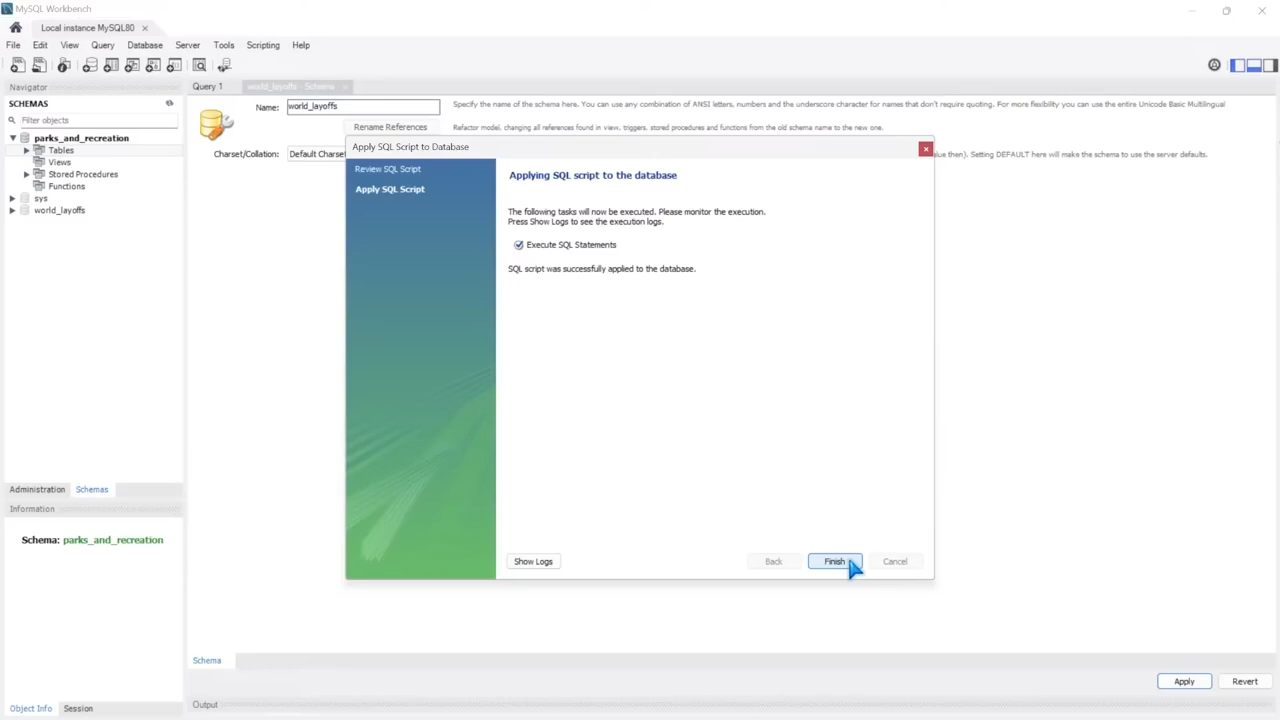 MySQL Workbench
Local instance MySQL80
File Edit View Query Database Server Tools Scripting Help
Navigator
SCHEMAS
Filter objects
parks_and_recreation
Tables
Views
Stored Procedures
Functions
sys
world_layoffs
Administration Schemas
Information
Schema: parks_and_recreation
Object Info Session
Query 1 world_layoffs - Schema
Name: world_layoffs
Specify the name of the schema here. You can use any combination of ANSI letters, numbers and the underscore character for names that don't require quoting. For more flexibility you can use the entire Unicode Basic Multilingual
Rename References
Refactor model, changing all references found in view, triggers, stored procedures and functions from the old schema name to the new one.
Charset/Collation: Default Charset
then). Setting DEFAULT here will make the schema to use the server defaults.
Apply SQL Script to Database
Review SQL Script
Apply SQL Script
Applying SQL script to the database
The following tasks will now be executed. Please monitor the execution.
Press Show Logs to see the execution logs.
Execute SQL Statements
SQL script was successfully applied to the database.
Show Logs Back Finish Cancel
Schema
Apply Revert
Output